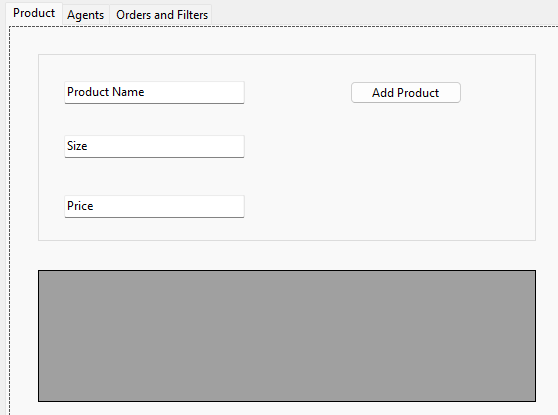 Product Agents Orders and Filters
Product Name
Add Product
Size
Price